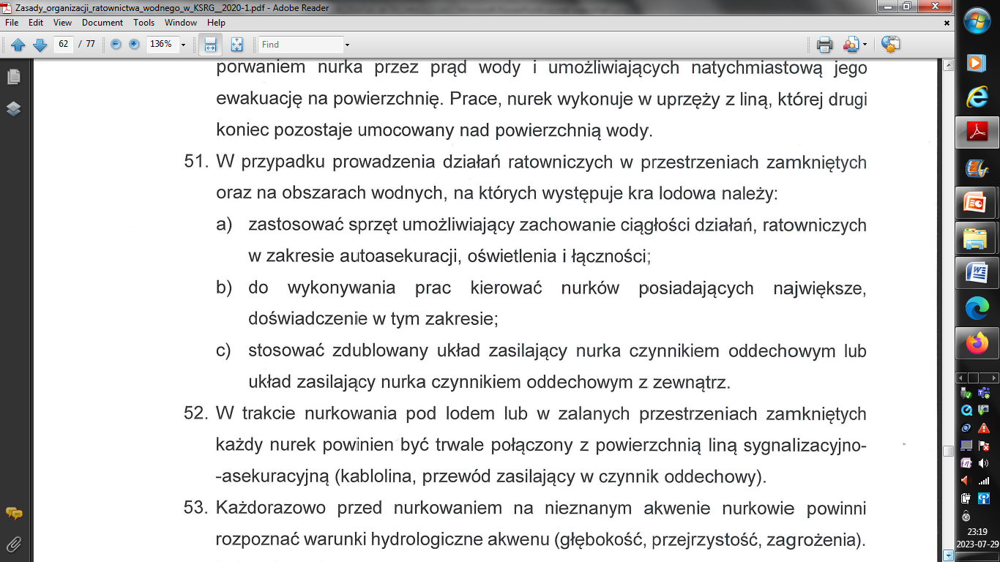 Zasady_organizacji_ratownictwa_wodnego_w_KSRG__2020-1.pdf - Adobe Reader
File Edit View Document Tools Window Help
62 / 77 136% Find
porwaniem nurka przez prąd wody i umożliwiających natychmiastową jego
ewakuację na powierzchnię. Prace, nurek wykonuje w uprzęży z liną, której drugi
koniec pozostaje umocowany nad powierzchnią wody.
51. W przypadku prowadzenia działań ratowniczych w przestrzeniach zamkniętych
oraz na obszarach wodnych, na których występuje kra lodowa należy:
a) zastosować sprzęt umożliwiający zachowanie ciągłości działań, ratowniczych
w zakresie autoasekuracji, oświetlenia i łączności;
b) do wykonywania prac kierować nurków posiadających największe,
doświadczenie w tym zakresie;
c) stosować zdublowany układ zasilający nurka czynnikiem oddechowym lub
układ zasilający nurka czynnikiem oddechowym z zewnątrz.
52. W trakcie nurkowania pod lodem lub w zalanych przestrzeniach zamkniętych
każdy nurek powinien być trwale połączony z powierzchnią liną sygnalizacyjno-
-asekuracyjną (kablolina, przewód zasilający w czynnik oddechowy).
53. Każdorazowo przed nurkowaniem na nieznanym akwenie nurkowie powinni
rozpoznać warunki hydrologiczne akwenu (głębokość, przejrzystość, zagrożenia).
23:19
2023-07-29